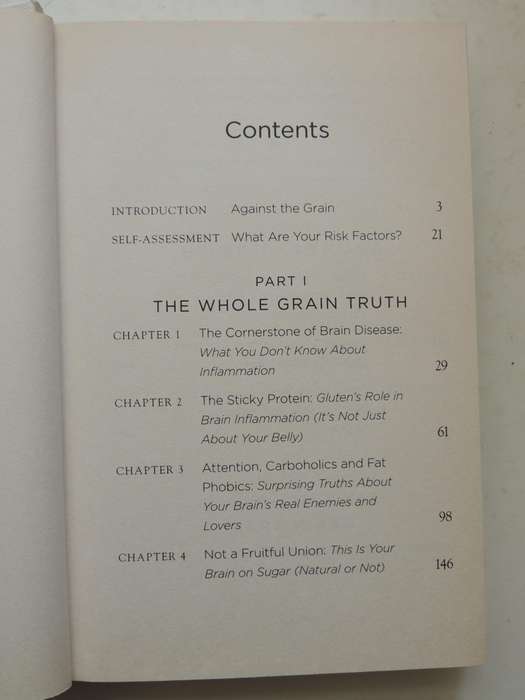 Contents
INTRODUCTION Against the Grain 3
SELF-ASSESSMENT What Are Your Risk Factors? 21
PART I
THE WHOLE GRAIN TRUTH
CHAPTER 1 The Cornerstone of Brain Disease:
What You Don't Know About
Inflammation 29
CHAPTER 2 The Sticky Protein: Gluten's Role in
Brain Inflammation (It's Not Just
About Your Belly) 61
CHAPTER 3 Attention, Carboholics and Fat
Phobics: Surprising Truths About
Your Brain's Real Enemies and
Lovers 98
CHAPTER 4 Not a Fruitful Union: This Is Your
Brain on Sugar (Natural or Not) 146